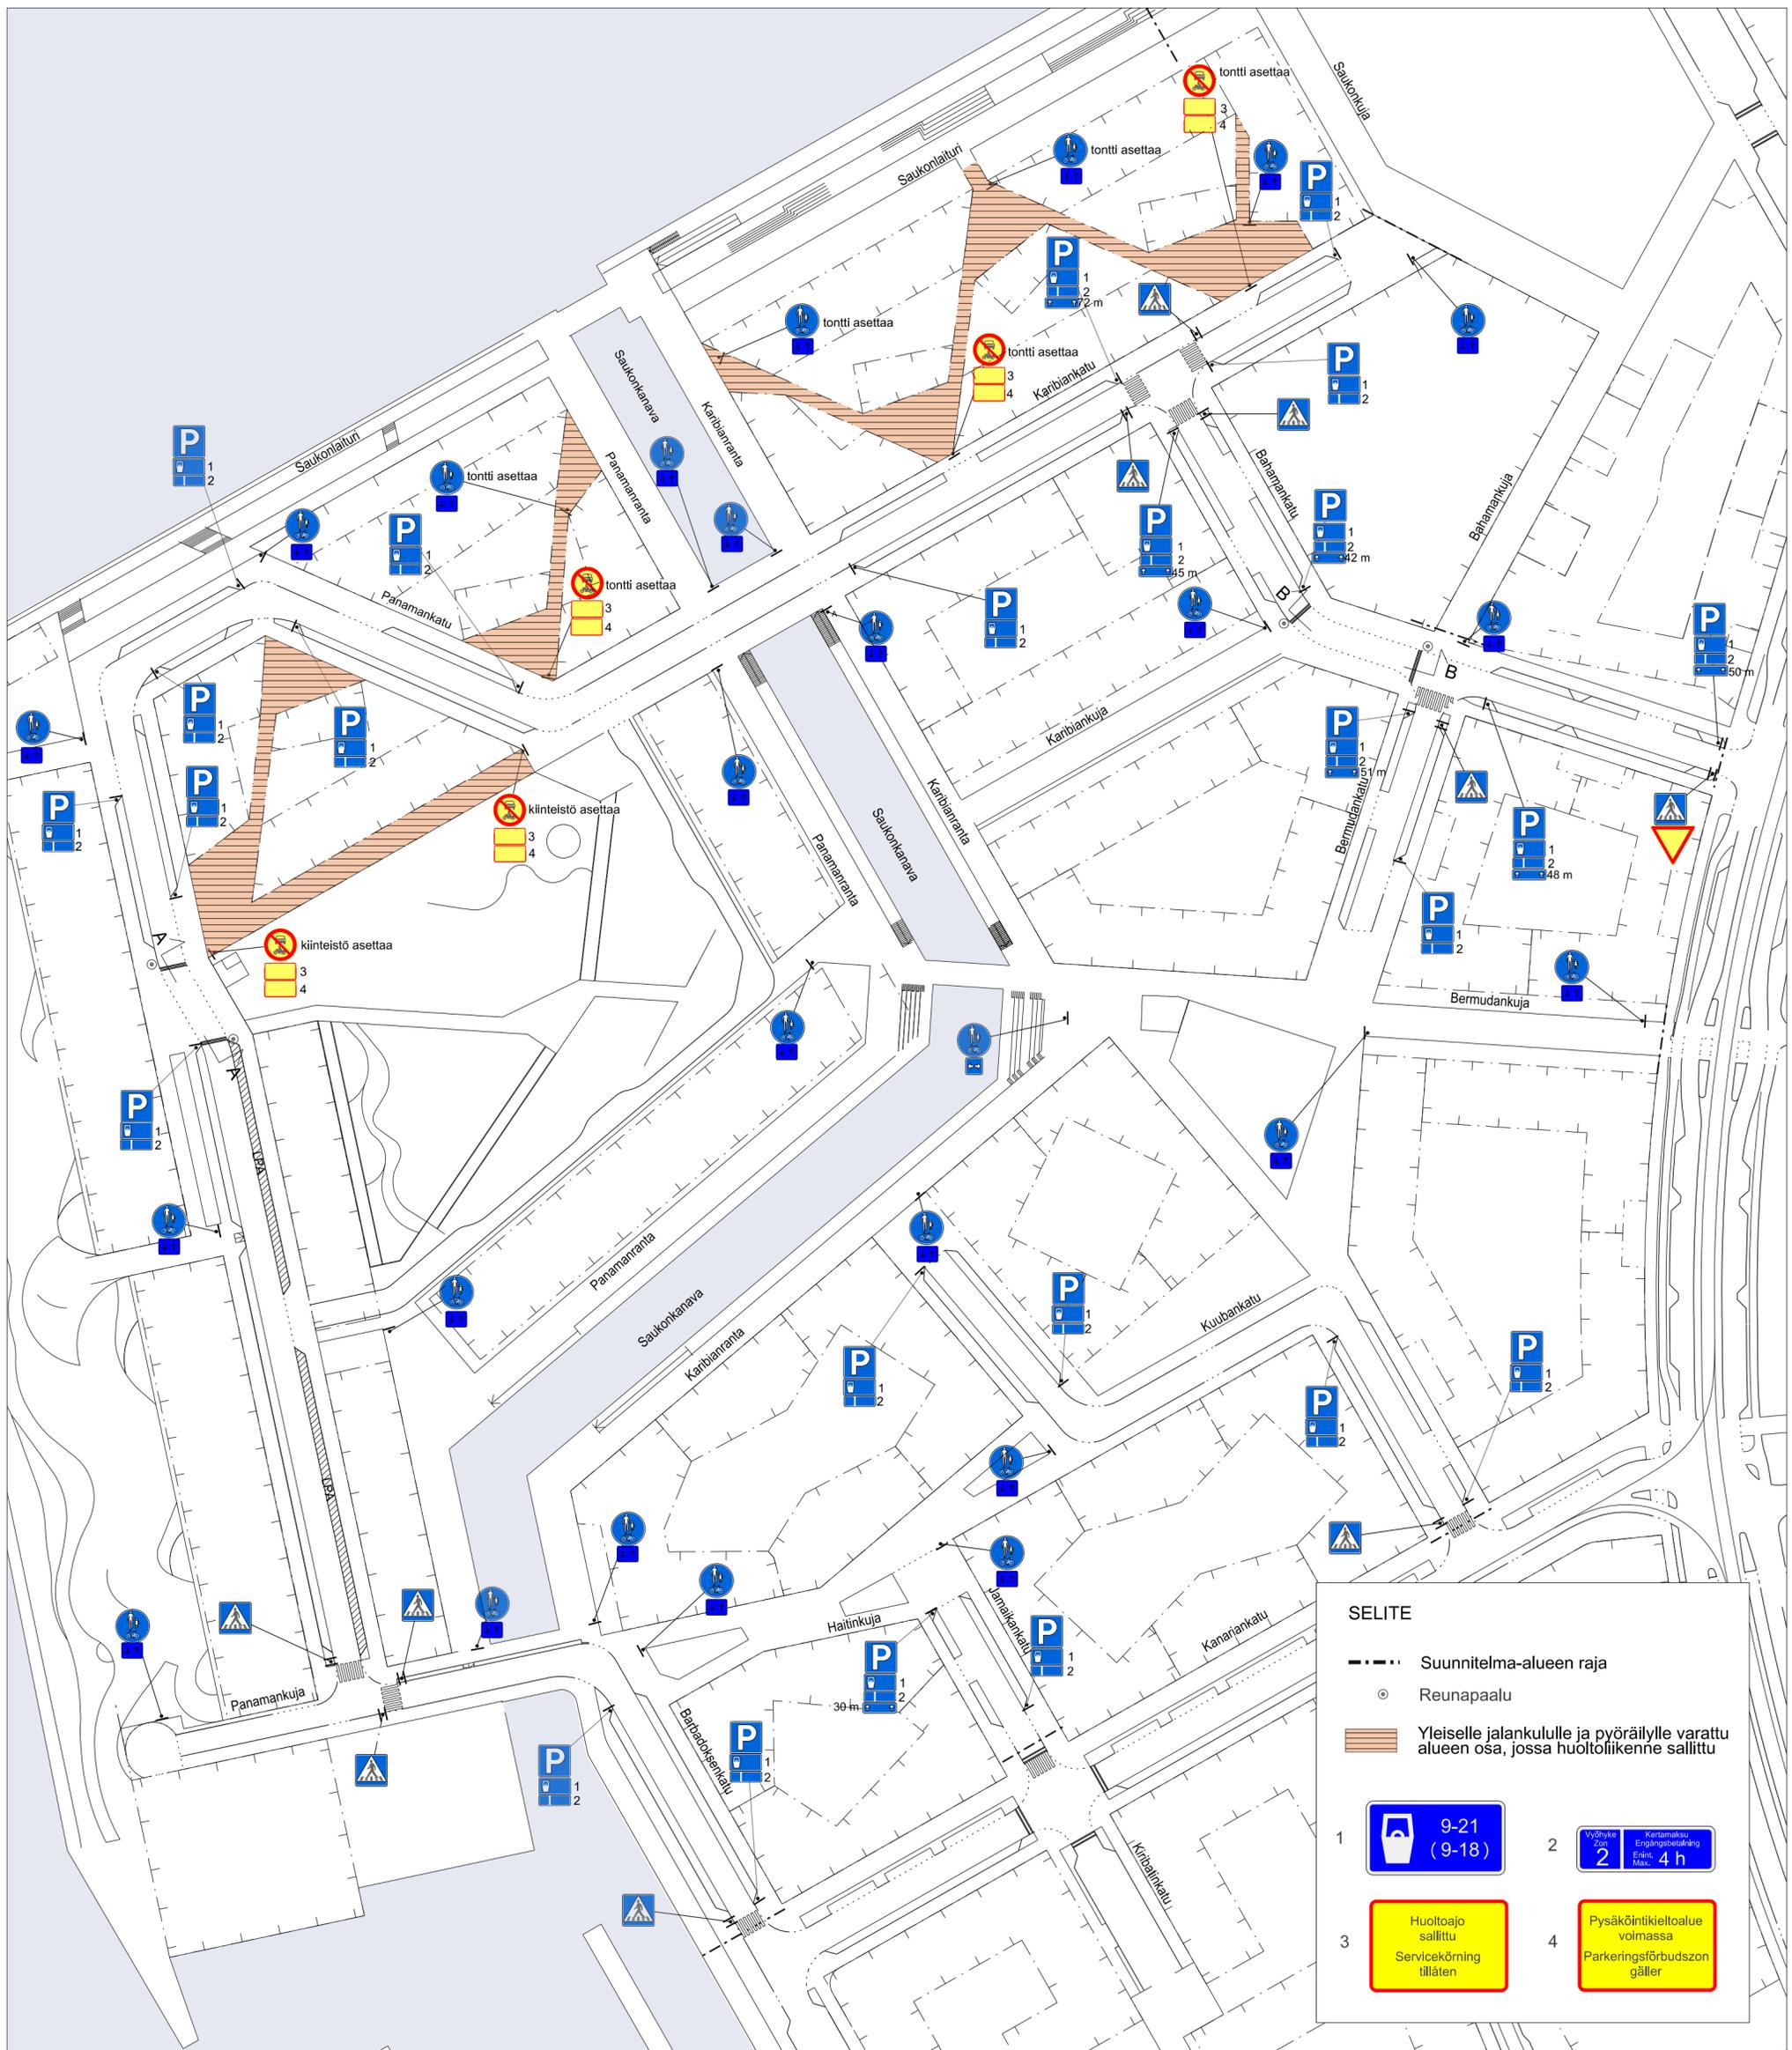 Saukonkuja
tontti asettaa
3
4
Saukonlaituri
tontti asettaa
P
1
2
P
1
2
72 m
tontti asettaa
tontti asettaa
3
4
Karibiankatu
Saukonkanava
Karibianranta
P
1
2
Saukonlaituri
P
1
2
Panamanranta
tontti asettaa
Bahamankatu
Bahamankuja
P
1
2
P
1
2
45 m
P
1
2
42 m
tontti asettaa
3
4
Panamankatu
P
1
2
B
P
1
2
50 m
B
P
1
2
P
1
2
Karibiankuja
P
1
2
51 m
P
1
2
P
1
2
Karibianranta
Saukonkanava
Panamanranta
Bermudankatu
kiinteistö asettaa
3
4
P
1
2
48 m
P
1
2
A
kiinteistö asettaa
3
4
Bermudankuja
A
P
1
2
LPA
Panamanranta
Saukonkanava
Karibianranta
P
1
2
Kuubankatu
P
1
2
P
1
2
P
1
2
LPA
Haitinkuja
Jamaikankatu
Kanariankatu
P
1
2
P
1
2
30 m
Panamankuja
Barbadoksenkatu
P
1
2
P
1
2
Kiribatinkatu
SELITE
Suunnitelma-alueen raja
Reunapaalu
Yleiselle jalankululle ja pyöräilylle varattu
alueen osa, jossa huoltoliikenne sallittu
1
9-21
(9-18)
2
Vyöhyke
Zon
2
Kertamaksu
Engångsbetalning
Enint.
Max. 4 h
3
Huoltoajo
sallittu
Servicekörning
tillåten
4
Pysäköintikieltoalue
voimassa
Parkeringsförbudszon
gäller